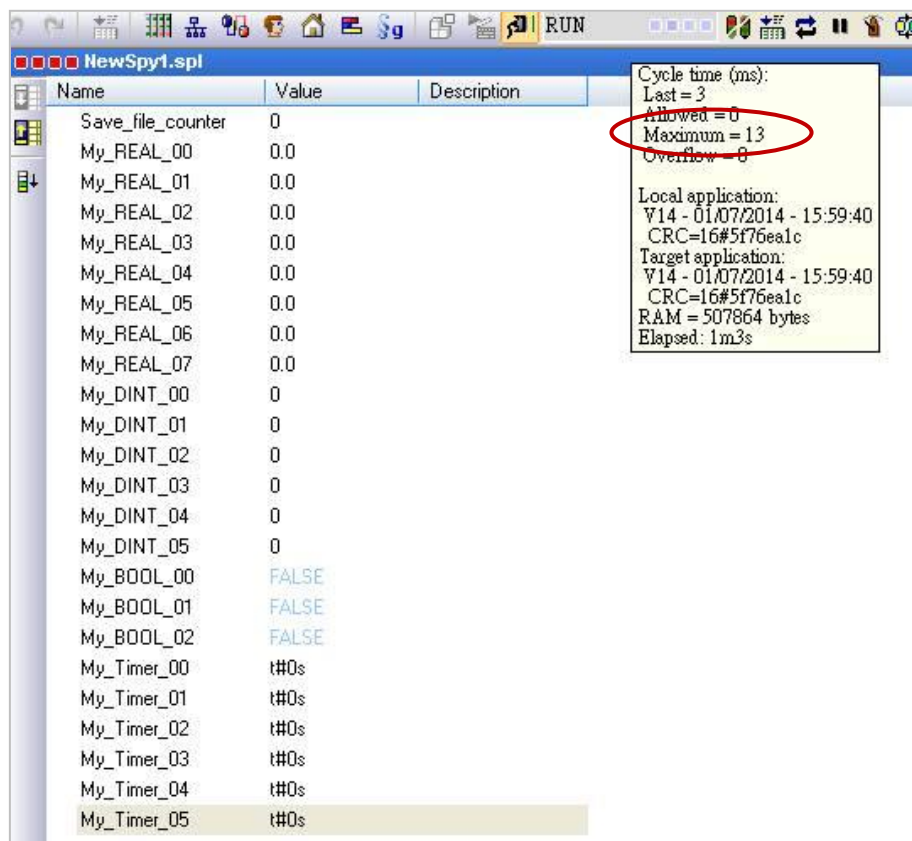 RUN
NewSpy1.spl
Name Value Description
Save_file_counter 0
My_REAL_00 0.0
My_REAL_01 0.0
My_REAL_02 0.0
My_REAL_03 0.0
My_REAL_04 0.0
My_REAL_05 0.0
My_REAL_06 0.0
My_REAL_07 0.0
My_DINT_00 0
My_DINT_01 0
My_DINT_02 0
My_DINT_03 0
My_DINT_04 0
My_DINT_05 0
My_BOOL_00 FALSE
My_BOOL_01 FALSE
My_BOOL_02 FALSE
My_Timer_00 t#0s
My_Timer_01 t#0s
My_Timer_02 t#0s
My_Timer_03 t#0s
My_Timer_04 t#0s
My_Timer_05 t#0s
Cycle time (ms):
Last = 3
Allowed = 0
Maximum = 13
Overflow = 0
Local application:
V14 - 01/07/2014 - 15:59:40
CRC=16#5f76ea1c
Target application:
V14 - 01/07/2014 - 15:59:40
CRC=16#5f76ea1c
RAM = 507864 bytes
Elapsed: 1m3s